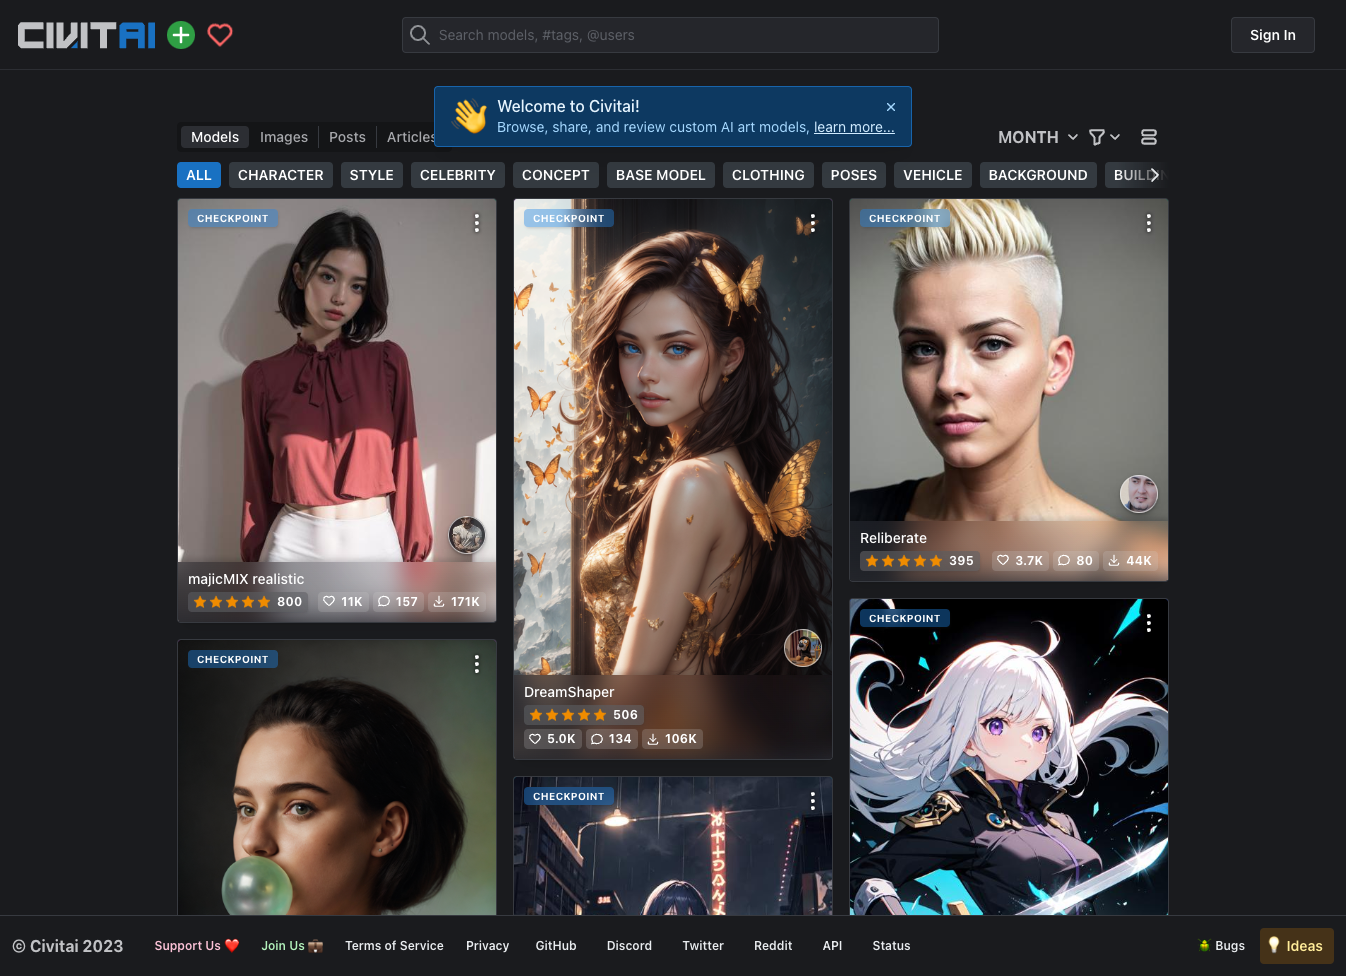 CIVITAI
Search models, #tags, @users
Sign In
Welcome to Civitai!
Browse, share, and review custom AI art models, learn more...
Models Images Posts Articles
MONTH
ALL CHARACTER STYLE CELEBRITY CONCEPT BASE MODEL CLOTHING POSES VEHICLE BACKGROUND
CHECKPOINT
majicMIX realistic
800 11K 157 171K
CHECKPOINT
CHECKPOINT
DreamShaper
506
5.0K 134 106K
CHECKPOINT
CHECKPOINT
Reliberate
395 3.7K 80 44K
CHECKPOINT
© Civitai 2023 Support Us ❤️ Join Us 💼 Terms of Service Privacy GitHub Discord Twitter Reddit API Status Bugs Ideas